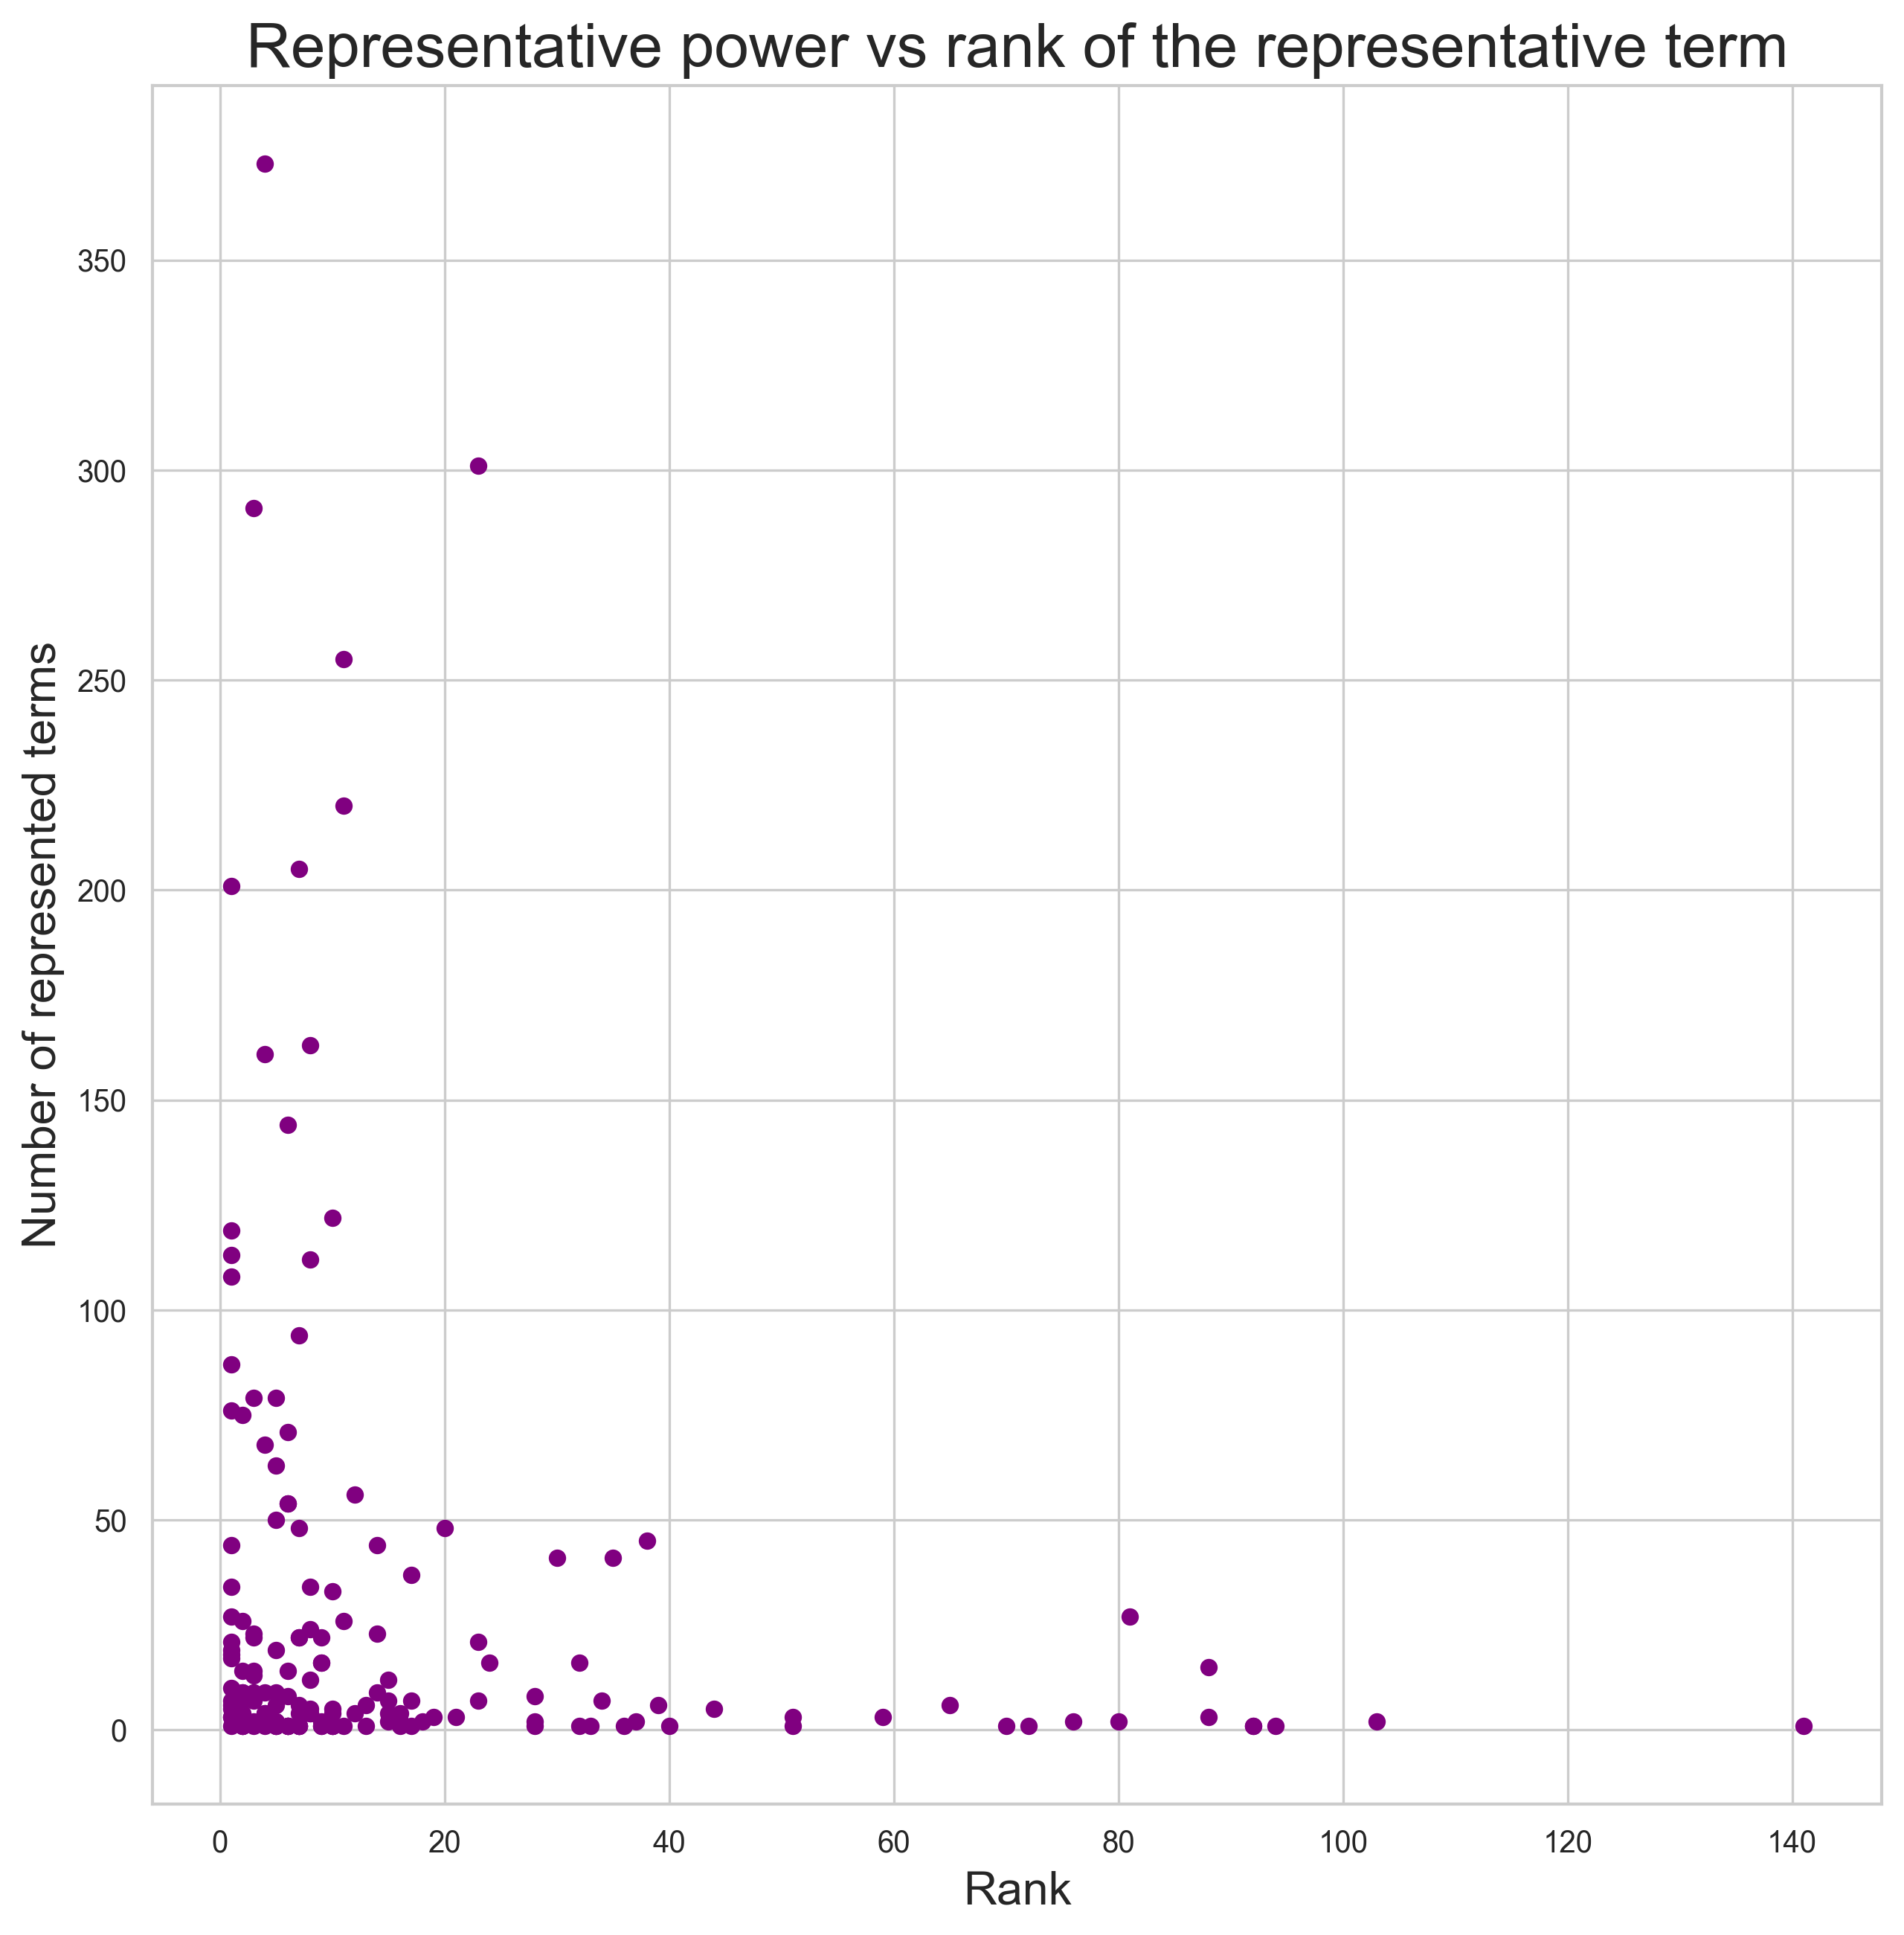 Representative power vs rank of the representative term
Number of represented terms
350
300
250
200
150
100
50
0
0 20 40 60 80 100 120 140
Rank